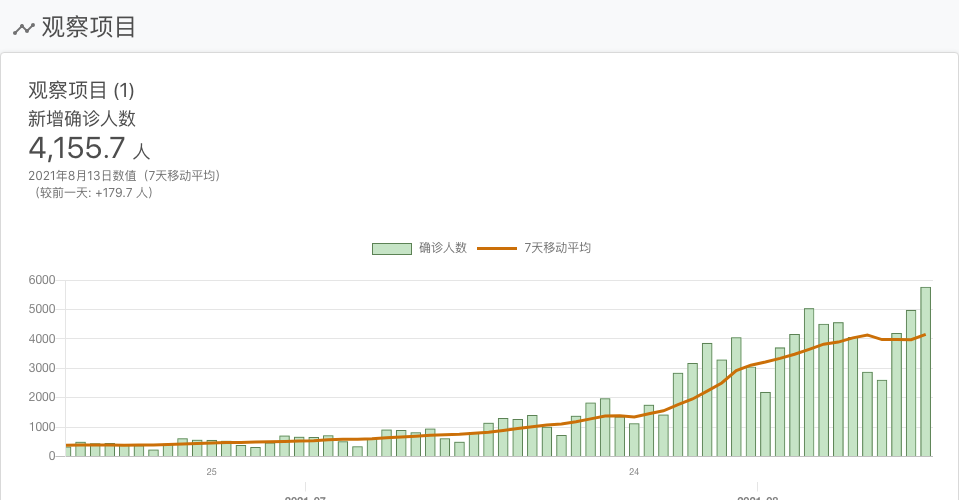 观察项目
观察项目 (1)
新增确诊人数
4,155.7 人
2021年8月13日数值（7天移动平均）
（较前一天: +179.7 人）
确诊人数 7天移动平均
6000
5000
4000
3000
2000
1000
0
25 24